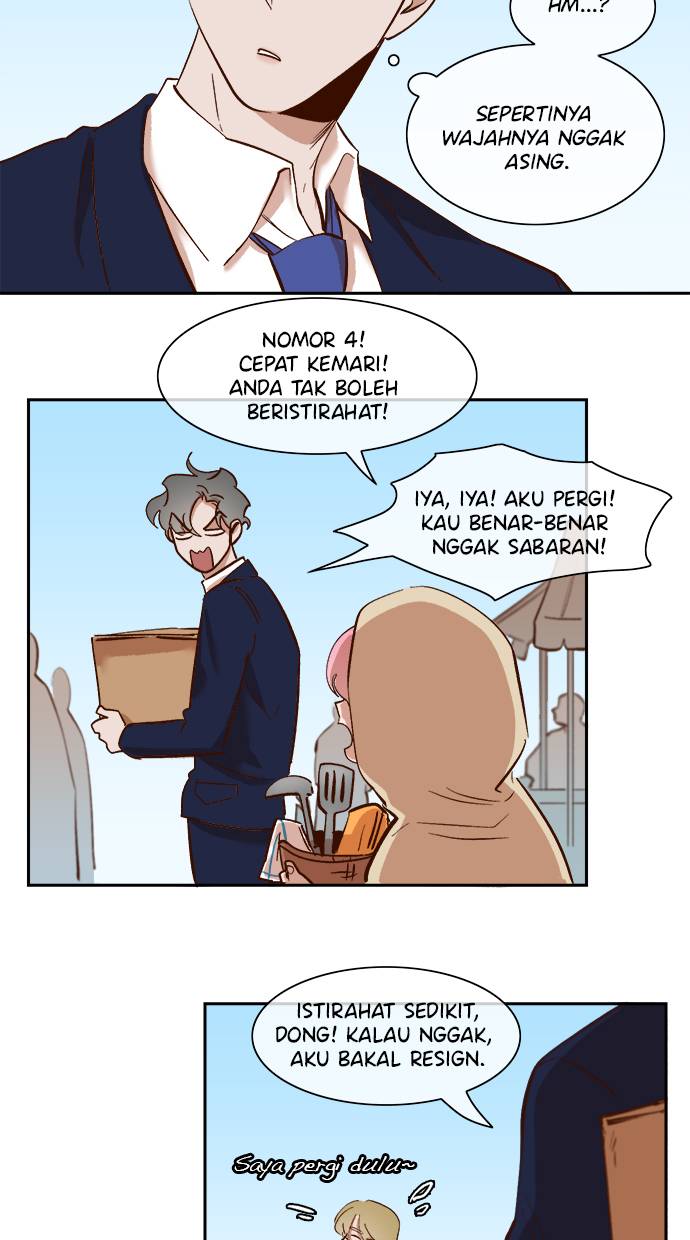 HM...?
SEPERTINYA
WAJAHNYA NGGAK
ASING.
NOMOR 4!
CEPAT KEMARI!
ANDA TAK BOLEH
BERISTIRAHAT!
IYA, IYA! AKU PERGI!
KAU BENAR-BENAR
NGGAK SABARAN!
ISTIRAHAT SEDIKIT,
DONG! KALAU NGGAK,
AKU BAKAL RESIGN.
Saya pergi dulu~